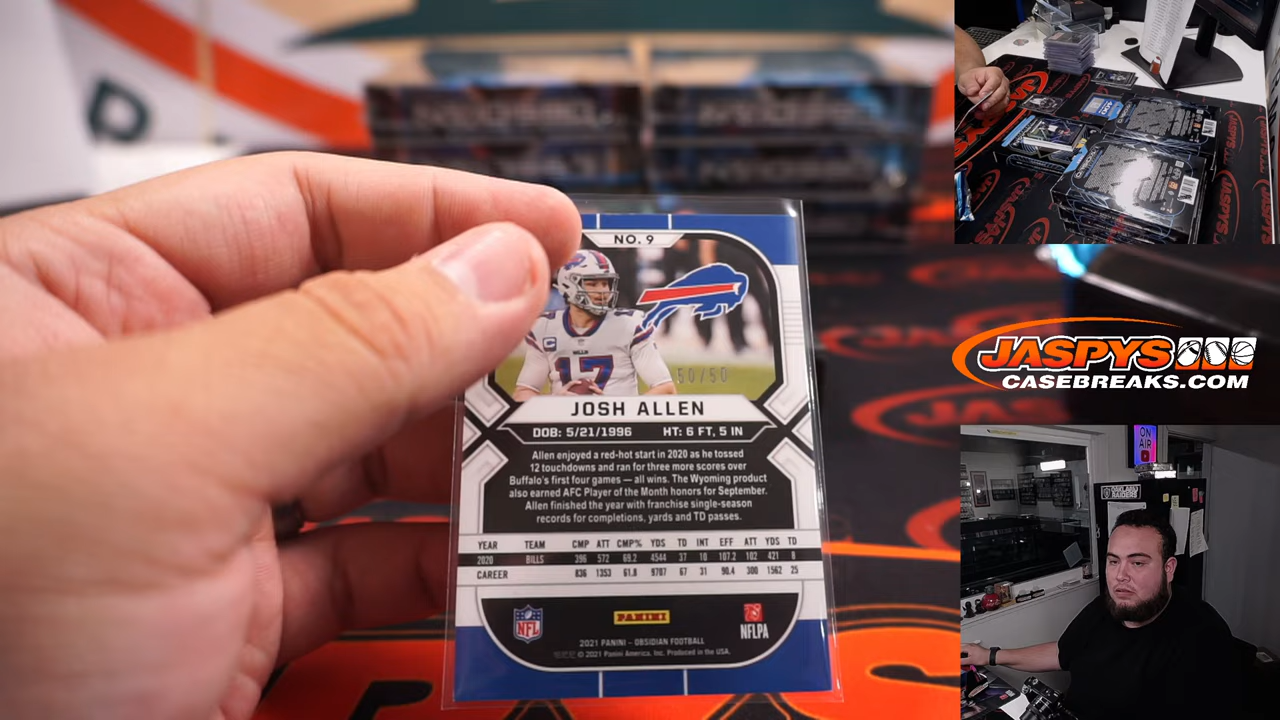 NO. 9
BILLS
17
50/50
JOSH ALLEN
DOB: 5/21/1996 HT: 6 FT, 5 IN
Allen enjoyed a red-hot start in 2020 as he tossed
12 touchdowns and ran for three more scores over
Buffalo's first four games — all wins. The Wyoming product
also earned AFC Player of the Month honors for September.
Allen finished the year with franchise single-season
records for completions, yards and TD passes.
YEAR TEAM CMP ATT CMP% YDS TD INT EFF ATT YDS TD
2020 BILLS 396 572 69.2 4544 37 10 107.2 102 421 8
CAREER 836 1353 61.8 9707 67 31 90.4 300 1562 25
NFL
PANINI
NFLPA
2021 PANINI – OBSIDIAN FOOTBALL
© 2021 Panini America, Inc. Produced in the USA.
JASPYS
CASEBREAKS.COM
ON
AIR